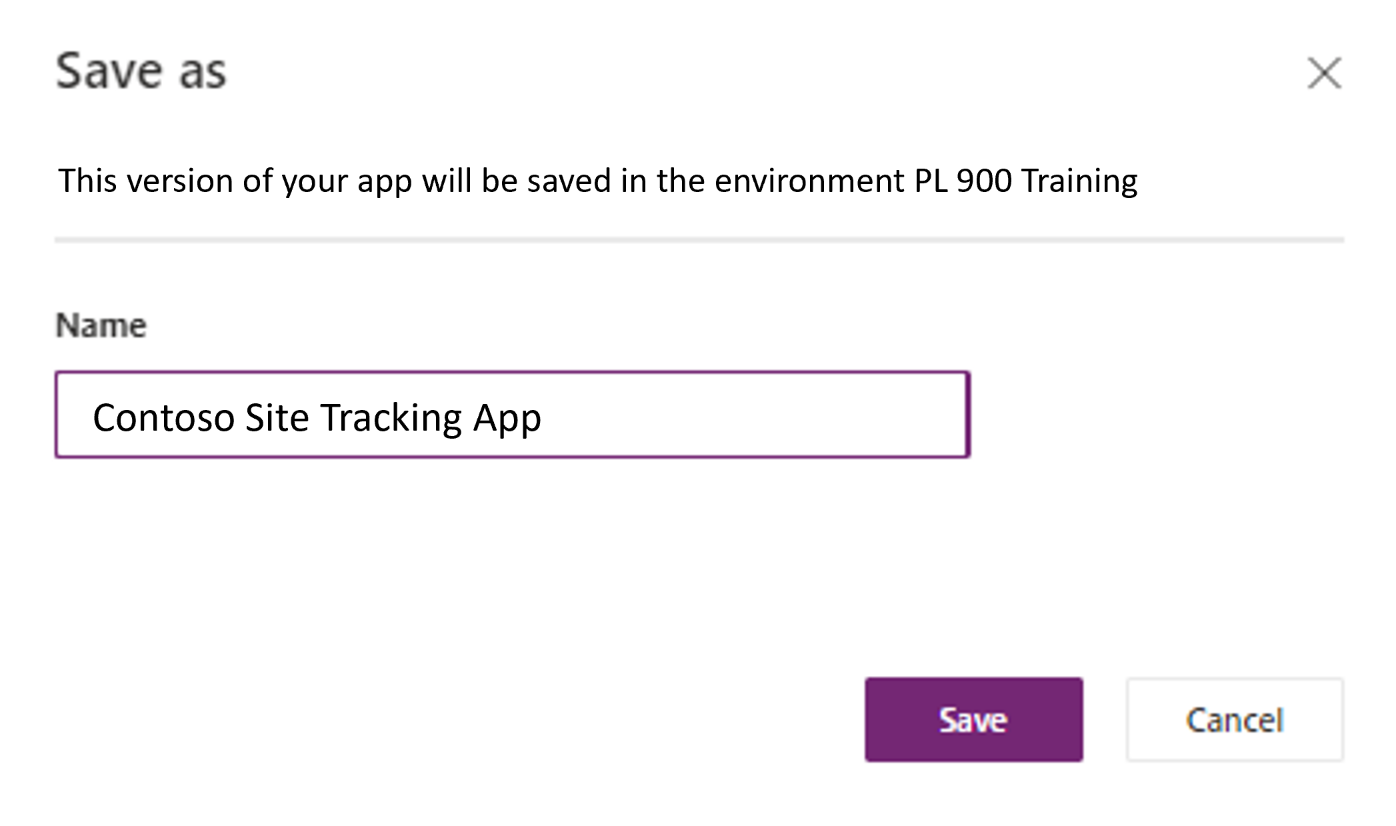 Save as
This version of your app will be saved in the environment PL 900 Training
Name
Contoso Site Tracking App
Save
Cancel